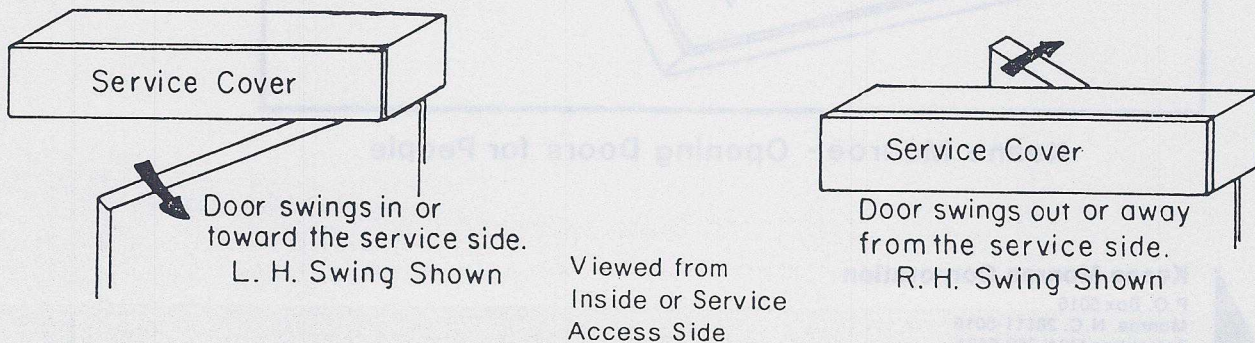 Service Cover
Door swings in or
toward the service side.
L. H. Swing Shown
Viewed from
Inside or Service
Access Side
Service Cover
Door swings out or away
from the service side.
R. H. Swing Shown